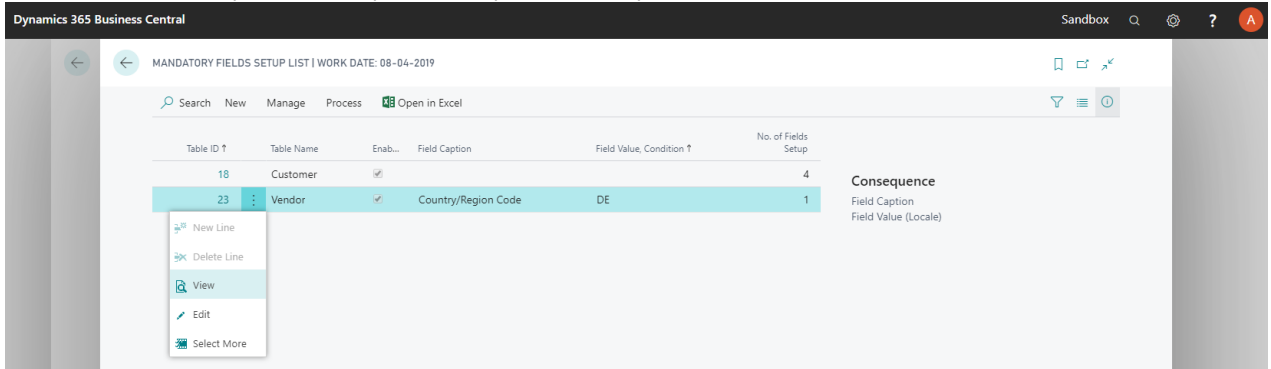 Dynamics 365 Business Central
Sandbox
?
A
MANDATORY FIELDS SETUP LIST | WORK DATE: 08-04-2019
Search New Manage Process Open in Excel
Table ID ↑ Table Name Enab... Field Caption Field Value, Condition ↑ No. of Fields Setup
18 Customer 4
23 Vendor Country/Region Code DE 1
Consequence
Field Caption
Field Value (Locale)
New Line
Delete Line
View
Edit
Select More